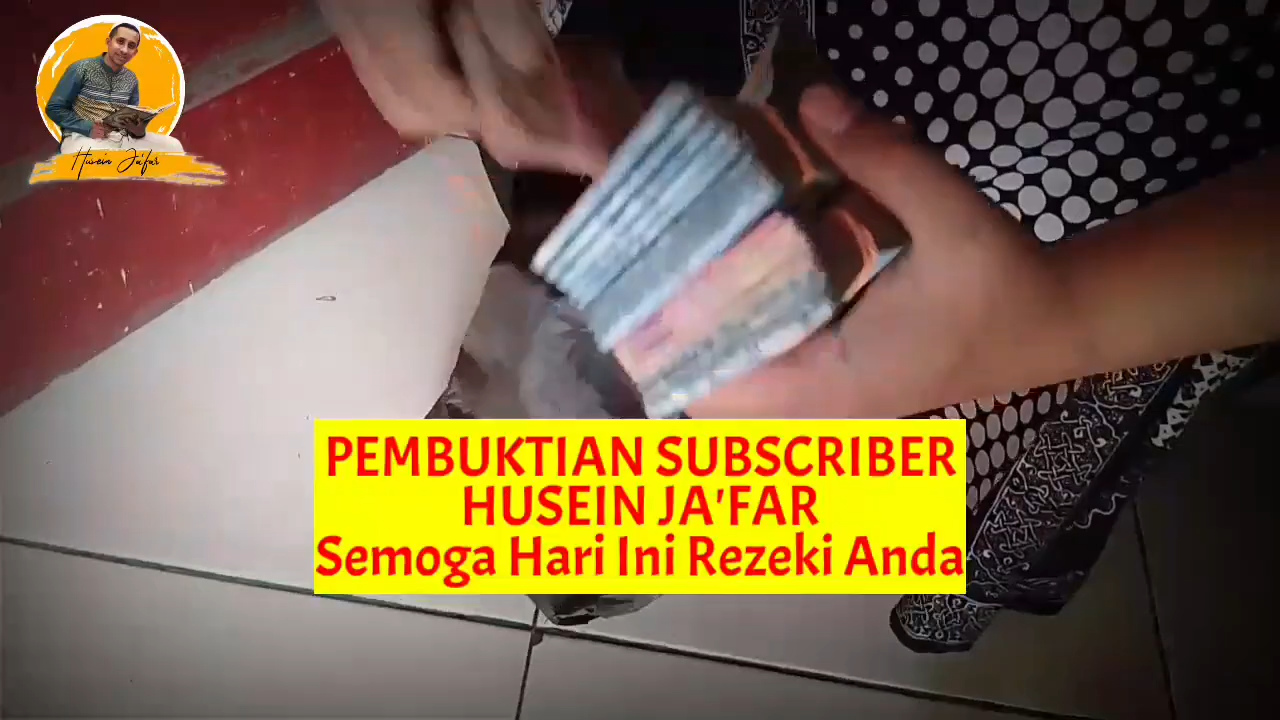 Husein Ja'far
PEMBUKTIAN SUBSCRIBER
HUSEIN JA'FAR
Semoga Hari Ini Rezeki Anda